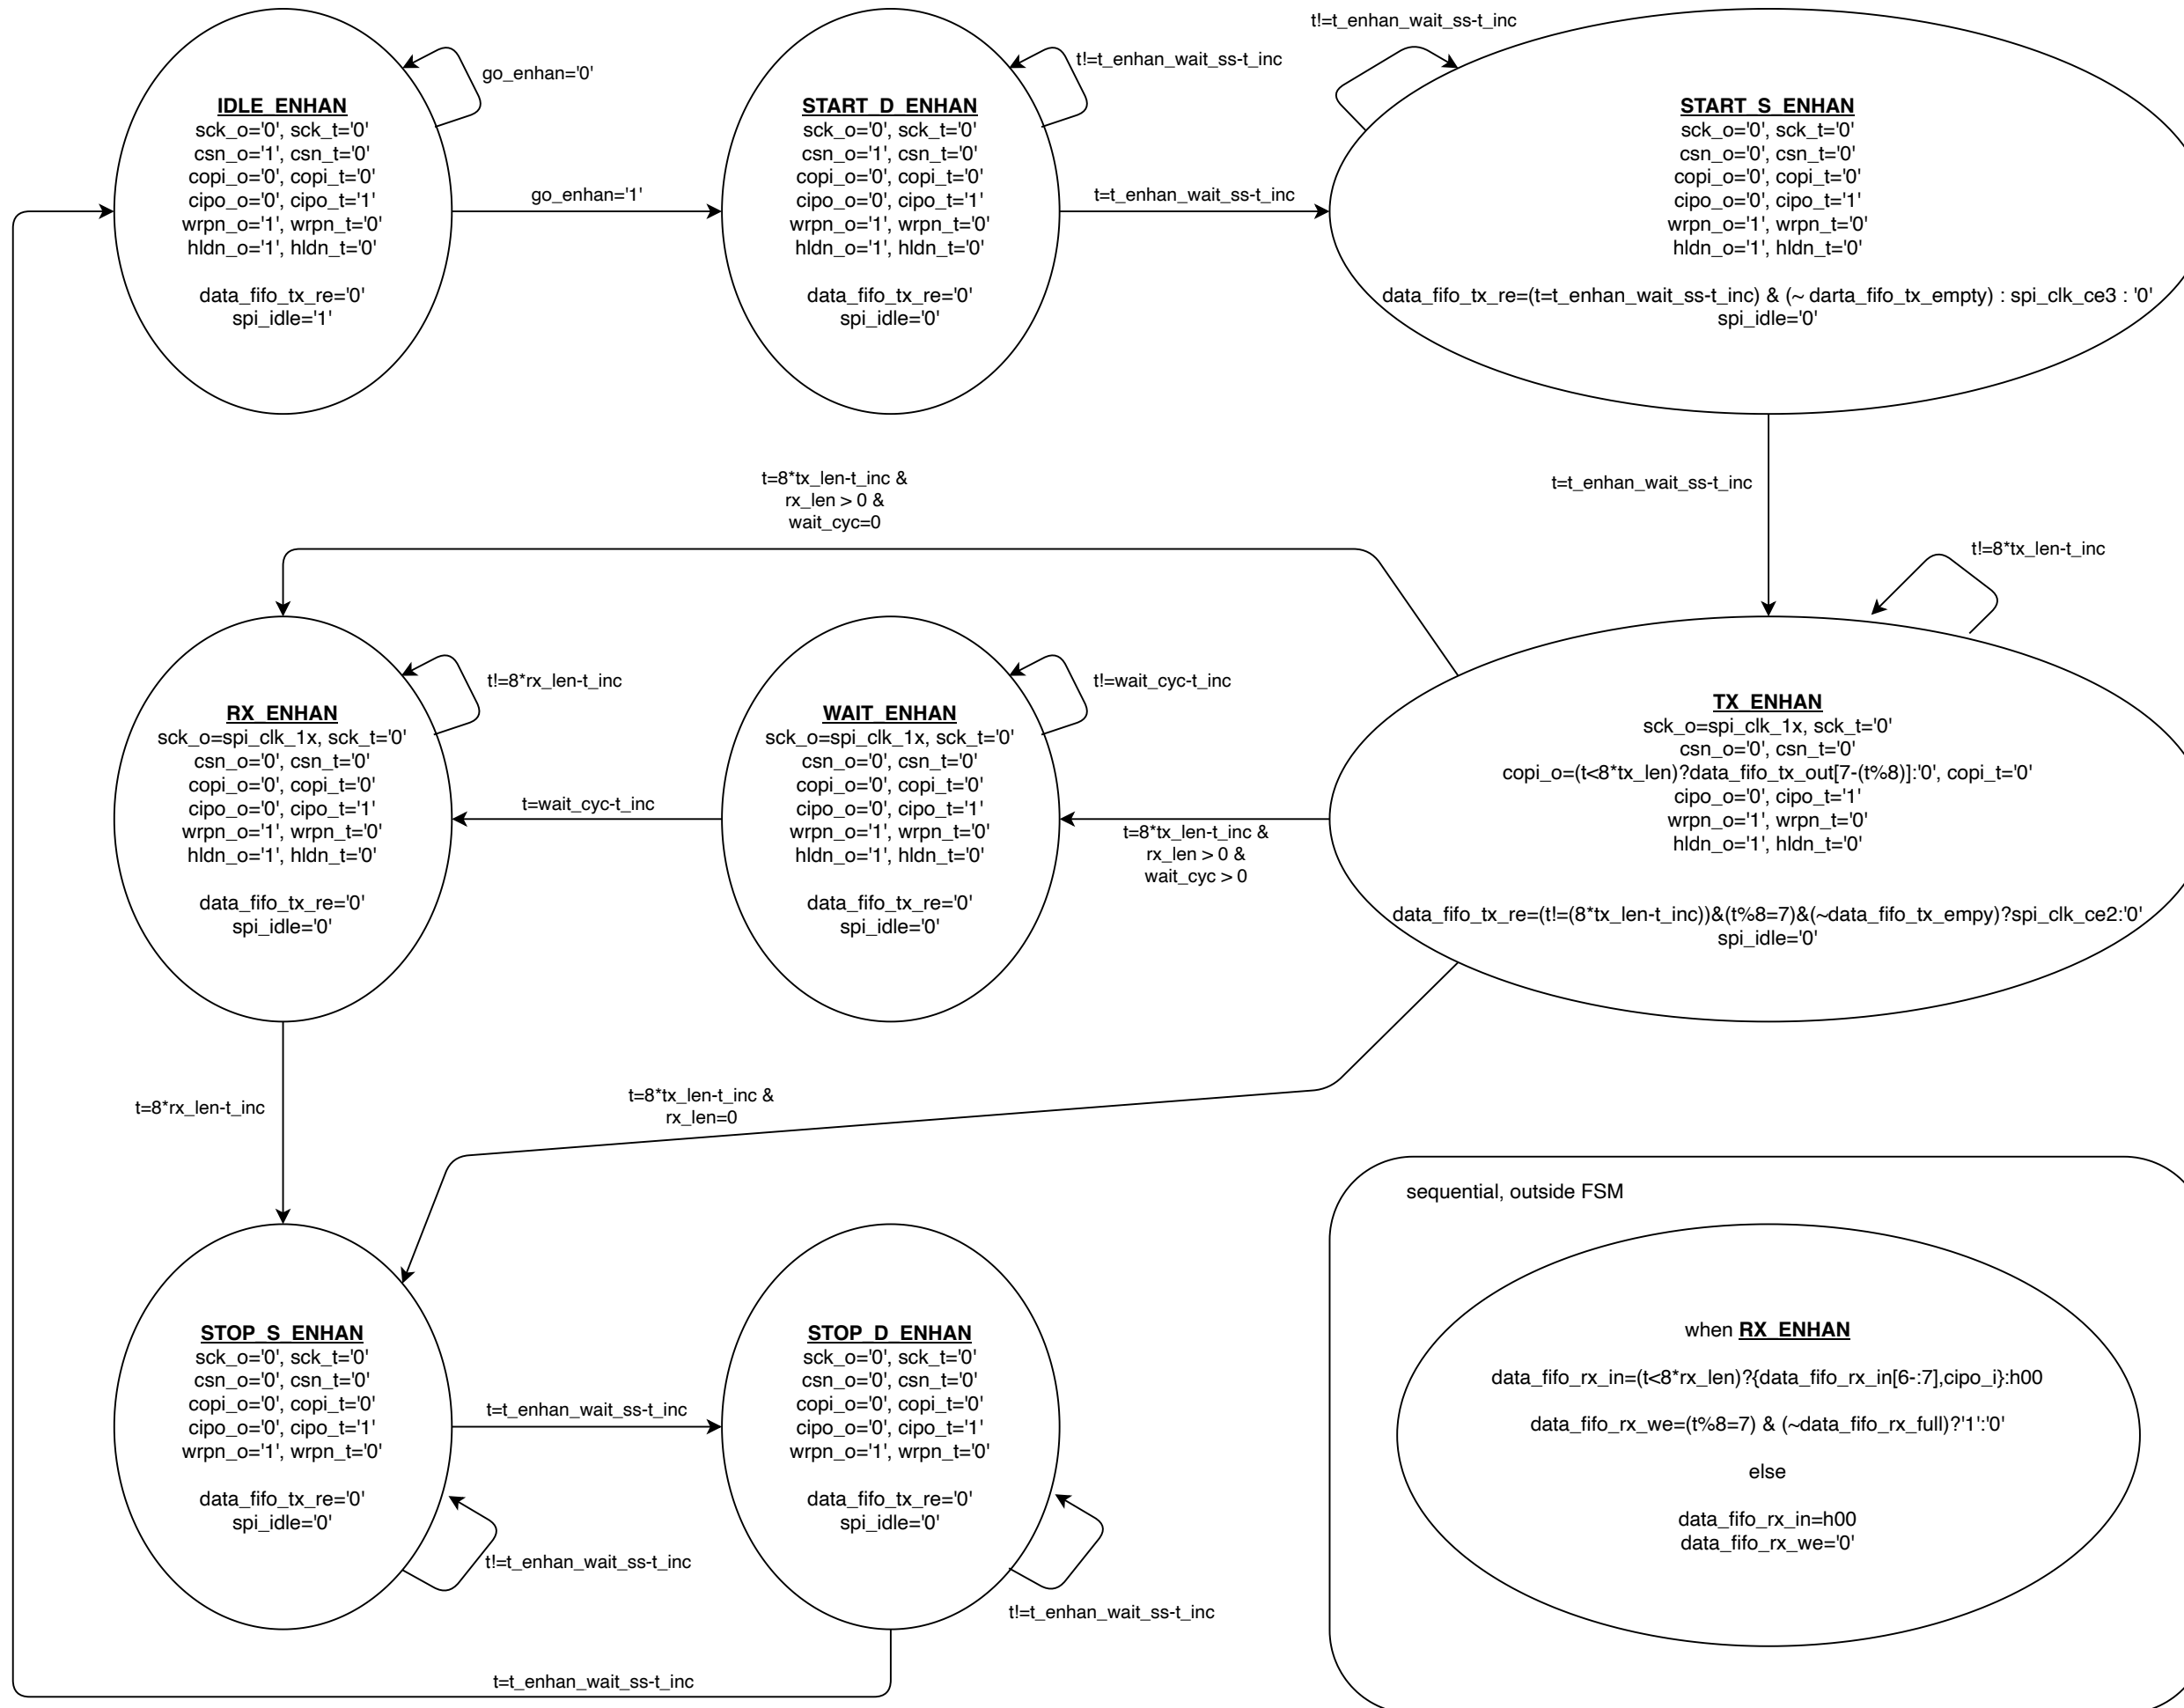 go_enhan='0'
IDLE_ENHAN
sck_o='0', sck_t='0'
csn_o='1', csn_t='0'
copi_o='0', copi_t='0'
cipo_o='0', cipo_t='1'
wrpn_o='1', wrpn_t='0'
hldn_o='1', hldn_t='0'
data_fifo_tx_re='0'
spi_idle='1'
go_enhan='1'
t!=t_enhan_wait_ss-t_inc
START_D_ENHAN
sck_o='0', sck_t='0'
csn_o='1', csn_t='0'
copi_o='0', copi_t='0'
cipo_o='0', cipo_t='1'
wrpn_o='1', wrpn_t='0'
hldn_o='1', hldn_t='0'
data_fifo_tx_re='0'
spi_idle='0'
t=t_enhan_wait_ss-t_inc
t!=t_enhan_wait_ss-t_inc
START_S_ENHAN
sck_o='0', sck_t='0'
csn_o='0', csn_t='0'
copi_o='0', copi_t='0'
cipo_o='0', cipo_t='1'
wrpn_o='1', wrpn_t='0'
hldn_o='1', hldn_t='0'
data_fifo_tx_re=(t=t_enhan_wait_ss-t_inc) & (~ darta_fifo_tx_empty) : spi_clk_ce3 : '0'
spi_idle='0'
t=t_enhan_wait_ss-t_inc
t=8*tx_len-t_inc &
rx_len > 0 &
wait_cyc=0
t!=8*tx_len-t_inc
t!=8*rx_len-t_inc
RX_ENHAN
sck_o=spi_clk_1x, sck_t='0'
csn_o='0', csn_t='0'
copi_o='0', copi_t='0'
cipo_o='0', cipo_t='1'
wrpn_o='1', wrpn_t='0'
hldn_o='1', hldn_t='0'
data_fifo_tx_re='0'
spi_idle='0'
t=wait_cyc-t_inc
t!=wait_cyc-t_inc
WAIT_ENHAN
sck_o=spi_clk_1x, sck_t='0'
csn_o='0', csn_t='0'
copi_o='0', copi_t='0'
cipo_o='0', cipo_t='1'
wrpn_o='1', wrpn_t='0'
hldn_o='1', hldn_t='0'
data_fifo_tx_re='0'
spi_idle='0'
t=8*tx_len-t_inc &
rx_len > 0 &
wait_cyc > 0
TX_ENHAN
sck_o=spi_clk_1x, sck_t='0'
csn_o='0', csn_t='0'
copi_o=(t<8*tx_len)?data_fifo_tx_out[7-(t%8)]:'0', copi_t='0'
cipo_o='0', cipo_t='1'
wrpn_o='1', wrpn_t='0'
hldn_o='1', hldn_t='0'
data_fifo_tx_re=(t!=(8*tx_len-t_inc))&(t%8=7)&(~data_fifo_tx_empy)?spi_clk_ce2:'0'
spi_idle='0'
t=8*rx_len-t_inc
t=8*tx_len-t_inc &
rx_len=0
STOP_S_ENHAN
sck_o='0', sck_t='0'
csn_o='0', csn_t='0'
copi_o='0', copi_t='0'
cipo_o='0', cipo_t='1'
wrpn_o='1', wrpn_t='0'
data_fifo_tx_re='0'
spi_idle='0'
t=t_enhan_wait_ss-t_inc
t!=t_enhan_wait_ss-t_inc
STOP_D_ENHAN
sck_o='0', sck_t='0'
csn_o='1', csn_t='0'
copi_o='0', copi_t='0'
cipo_o='0', cipo_t='1'
wrpn_o='1', wrpn_t='0'
data_fifo_tx_re='0'
spi_idle='0'
t!=t_enhan_wait_ss-t_inc
t=t_enhan_wait_ss-t_inc
sequential, outside FSM
when RX_ENHAN
data_fifo_rx_in=(t<8*rx_len)?{data_fifo_rx_in[6-:7],cipo_i}:h00
data_fifo_rx_we=(t%8=7) & (~data_fifo_rx_full)?'1':'0'
else
data_fifo_rx_in=h00
data_fifo_rx_we='0'